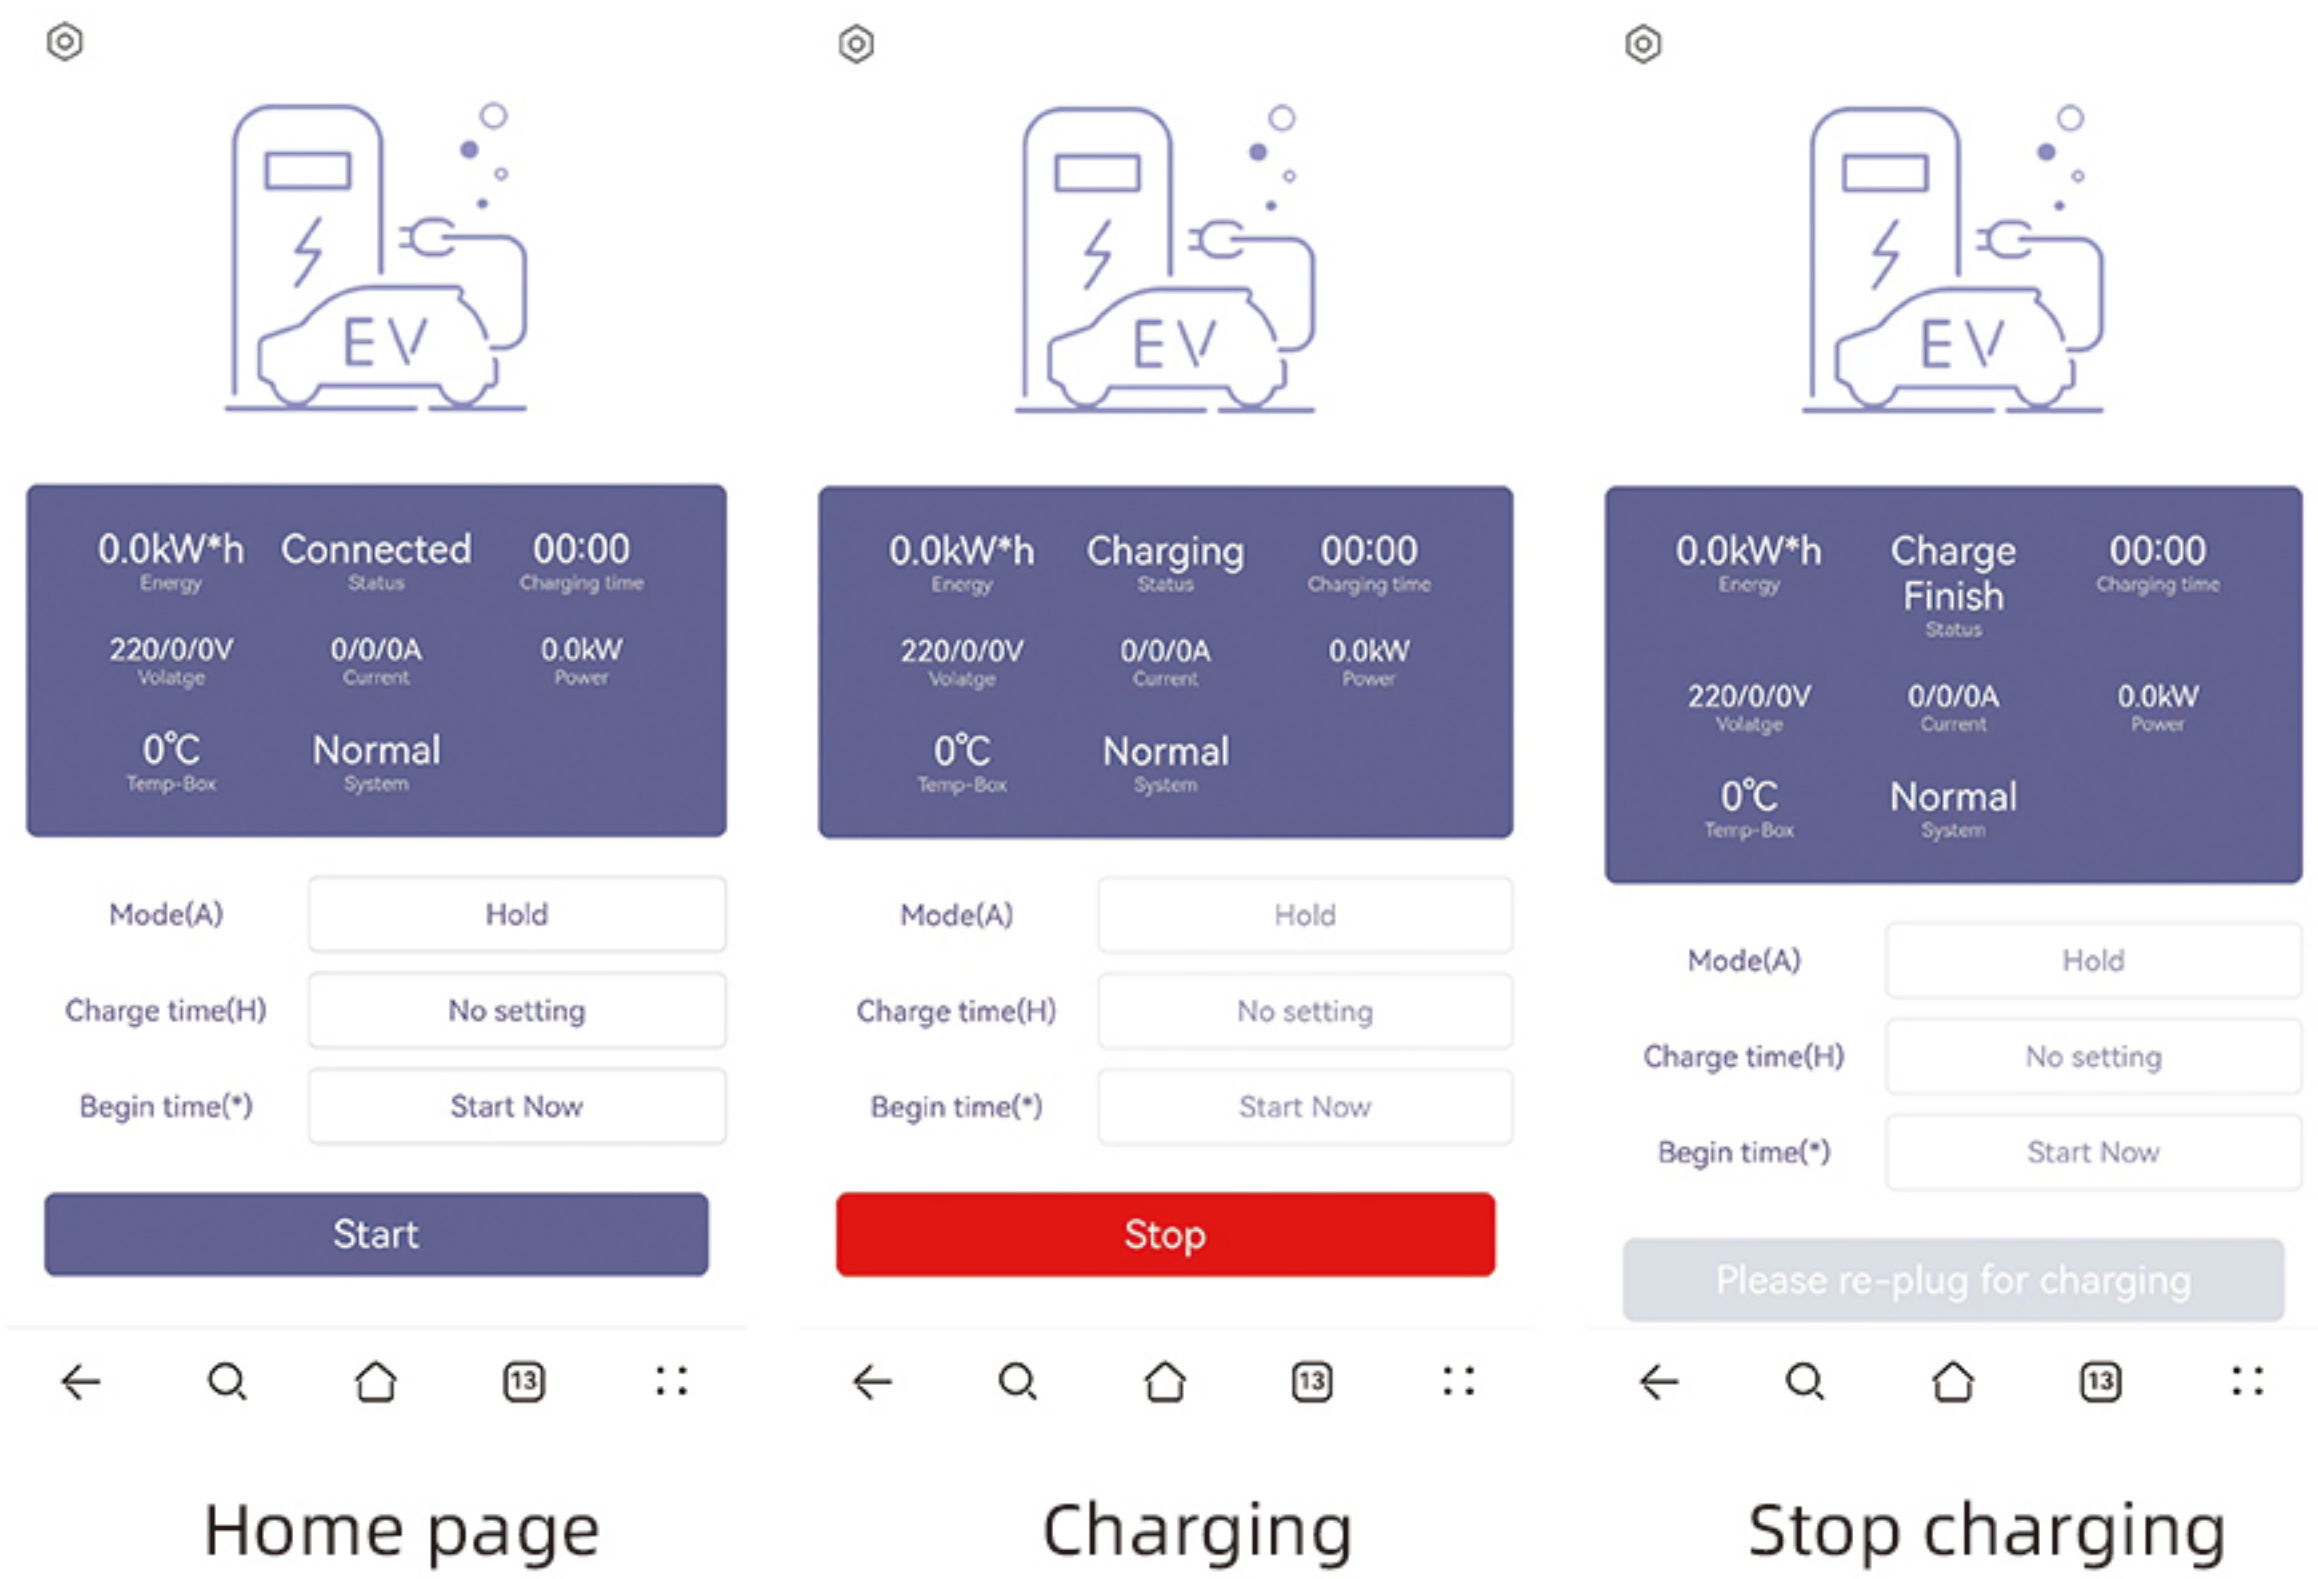 EV
0.0kW*h Connected 00:00
Energy Status Charging time
220/0/0V 0/0/0A 0.0kW
Volatge Current Power
0°C Normal
Temp-Box System
Mode(A) Hold
Charge time(H) No setting
Begin time(*) Start Now
Start
13
Home page
EV
0.0kW*h Charging 00:00
Energy Status Charging time
220/0/0V 0/0/0A 0.0kW
Volatge Current Power
0°C Normal
Temp-Box System
Mode(A) Hold
Charge time(H) No setting
Begin time(*) Start Now
Stop
13
Charging
EV
0.0kW*h Charge Finish 00:00
Energy Status Charging time
220/0/0V 0/0/0A 0.0kW
Volatge Current Power
0°C Normal
Temp-Box System
Mode(A) Hold
Charge time(H) No setting
Begin time(*) Start Now
Please re-plug for charging
13
Stop charging